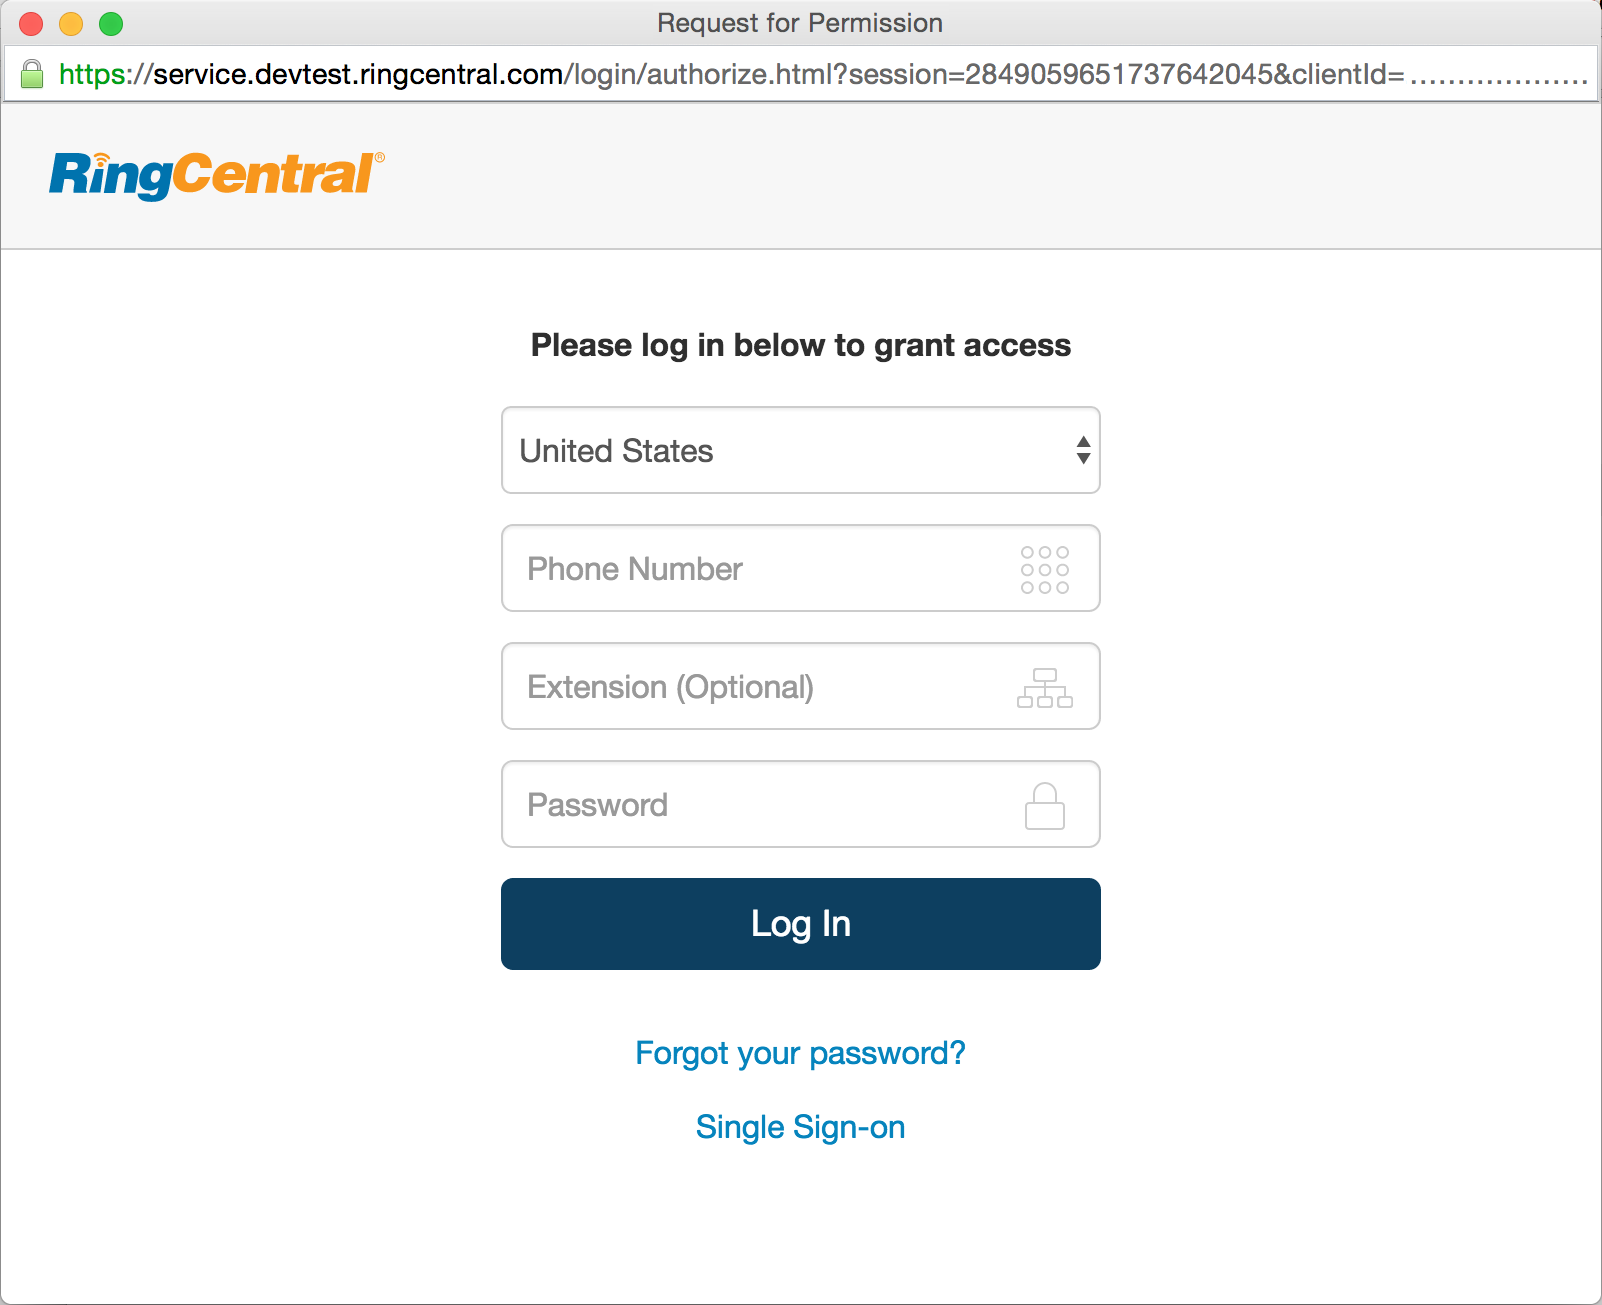 Request for Permission
https://service.devtest.ringcentral.com/login/authorize.html?session=2849059651737642045&clientId=...................
RingCentral®
Please log in below to grant access
United States
Phone Number
Extension (Optional)
Password
Log In
Forgot your password?
Single Sign-on